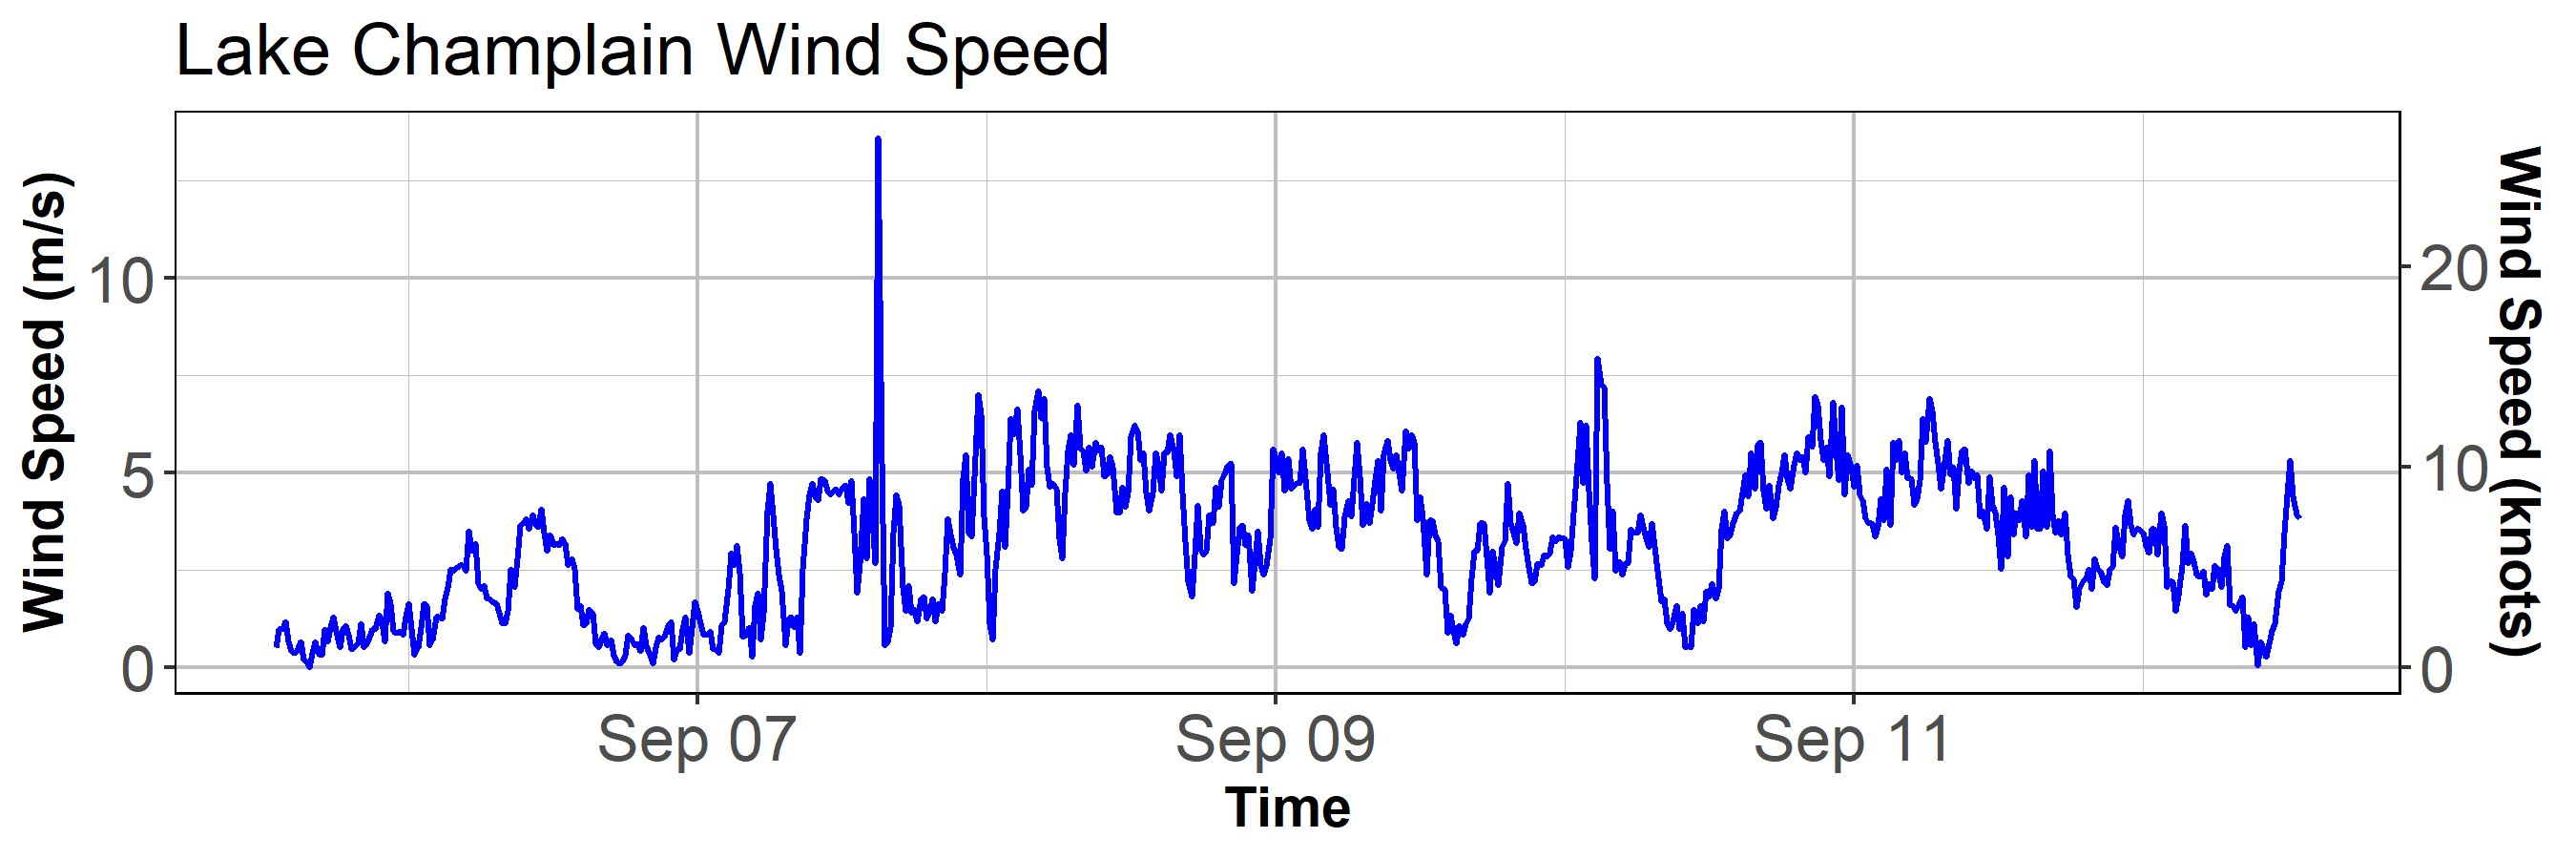 Lake Champlain Wind Speed
Wind Speed (m/s)
10
5
0
20
10
0
Wind Speed (knots)
Sep 07
Sep 09
Sep 11
Time